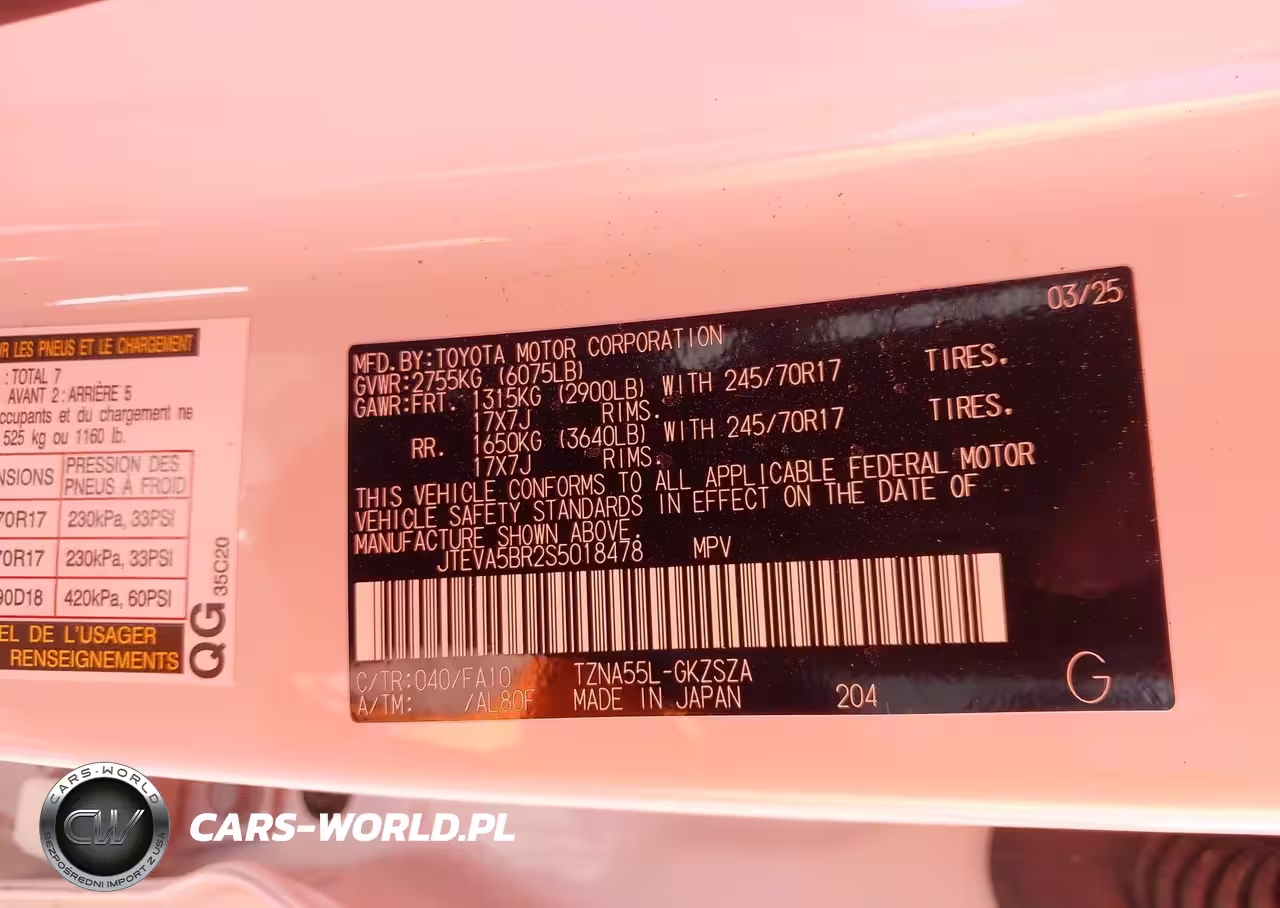 UR LES PNEUS ET LE CHARGEMENT
: TOTAL 7
AVANT 2 : ARRIÈRE 5
occupants et du chargement ne
525 kg ou 1160 lb.
PRESSION DES
PNEUS À FROID
70R17 230kPa, 33PSI
70R17 230kPa, 33PSI
90D18 420kPa, 60PSI
EL DE L'USAGER
RENSEIGNEMENTS
QG 35C20
03/25
MFD.BY:TOYOTA MOTOR CORPORATION
GVWR:2755KG (6075LB)
GAWR:FRT. 1315KG (2900LB) WITH 245/70R17 TIRES.
17X7J RIMS.
RR. 1650KG (3640LB) WITH 245/70R17 TIRES.
17X7J RIMS.
THIS VEHICLE CONFORMS TO ALL APPLICABLE FEDERAL MOTOR
VEHICLE SAFETY STANDARDS IN EFFECT ON THE DATE OF
MANUFACTURE SHOWN ABOVE.
JTEVA5BR2S5018478 MPV
C/TR:040/FA10 TZNA55L-GKZSZA
A/TM: /AL80F MADE IN JAPAN 204
G
CARS-WORLD
CW
BEZPOŚREDNI IMPORT Z USA
CARS-WORLD.PL